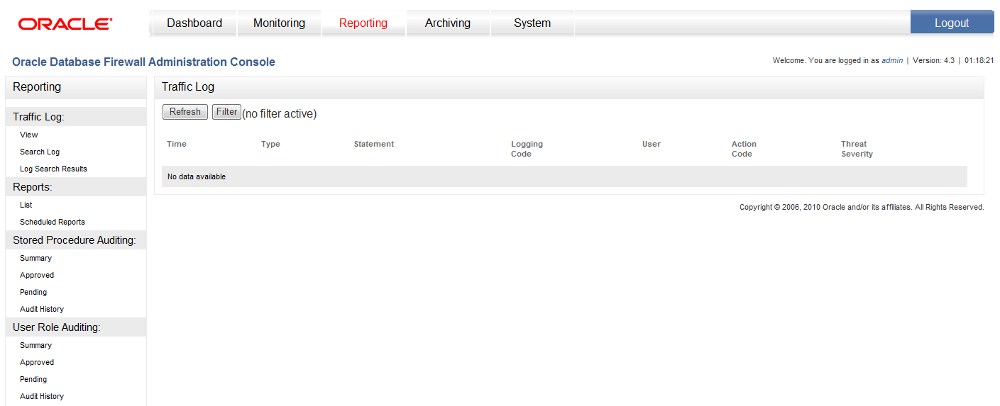 ORACLE
Dashboard Monitoring Reporting Archiving System Logout
Oracle Database Firewall Administration Console
Welcome. You are logged in as admin | Version: 4.3 | 01:18:21
Reporting
Traffic Log:
View
Search Log
Log Search Results
Reports:
List
Scheduled Reports
Stored Procedure Auditing:
Summary
Approved
Pending
Audit History
User Role Auditing:
Summary
Approved
Pending
Audit History
Traffic Log
Refresh Filter (no filter active)
Time Type Statement Logging Code User Action Code Threat Severity
No data available
Copyright © 2006, 2010 Oracle and/or its affiliates. All Rights Reserved.